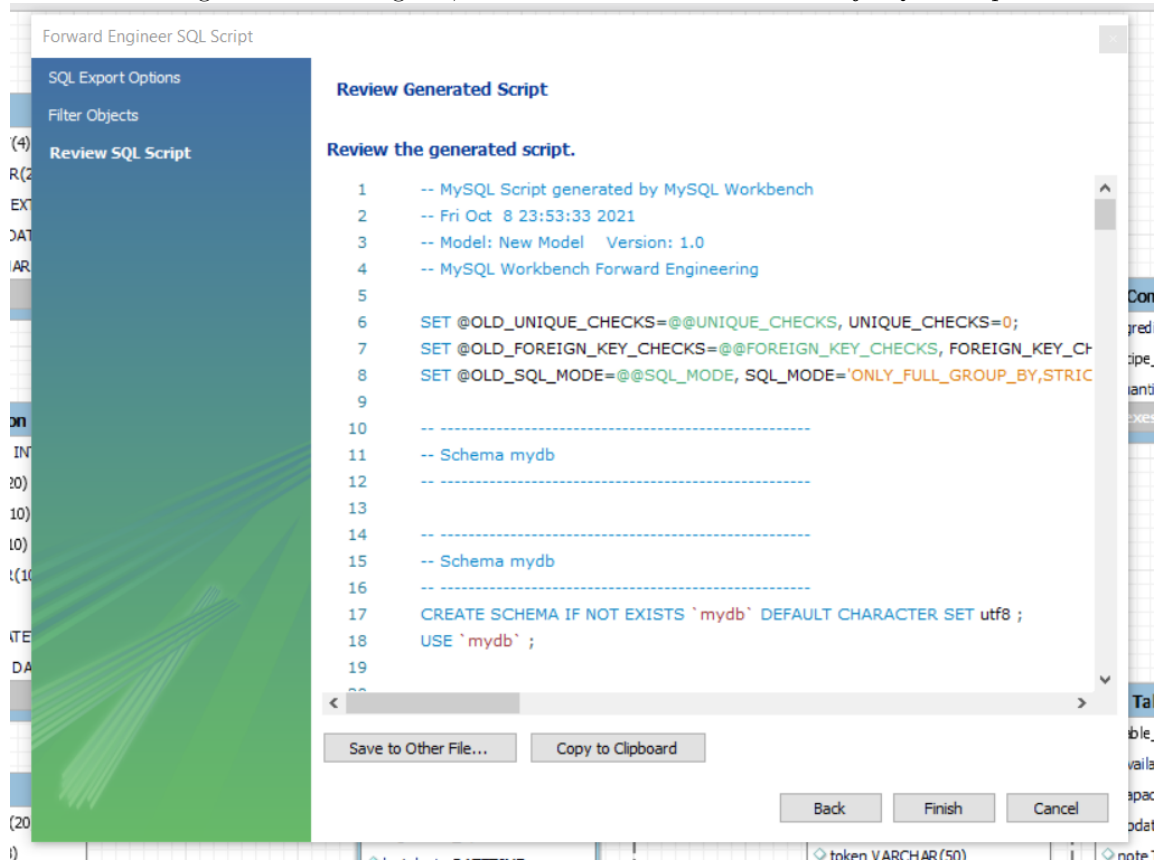 Forward Engineer SQL Script
SQL Export Options
Filter Objects
Review SQL Script
Review Generated Script
Review the generated script.
1 -- MySQL Script generated by MySQL Workbench
2 -- Fri Oct  8 23:53:33 2021
3 -- Model: New Model    Version: 1.0
4 -- MySQL Workbench Forward Engineering
5
6 SET @OLD_UNIQUE_CHECKS=@@UNIQUE_CHECKS, UNIQUE_CHECKS=0;
7 SET @OLD_FOREIGN_KEY_CHECKS=@@FOREIGN_KEY_CHECKS, FOREIGN_KEY_CH
8 SET @OLD_SQL_MODE=@@SQL_MODE, SQL_MODE='ONLY_FULL_GROUP_BY,STRIC
9
10 -- -----------------------------------------------------
11 -- Schema mydb
12 -- -----------------------------------------------------
13
14 -- -----------------------------------------------------
15 -- Schema mydb
16 -- -----------------------------------------------------
17 CREATE SCHEMA IF NOT EXISTS `mydb` DEFAULT CHARACTER SET utf8 ;
18 USE `mydb` ;
19
Save to Other File...
Copy to Clipboard
Back
Finish
Cancel
token VARCHAR(50)